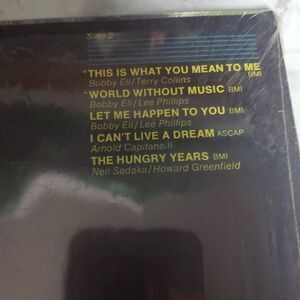 Side 2
*THIS IS WHAT YOU MEAN TO ME
BMI
Bobby Eli/Terry Collins
*WORLD WITHOUT MUSIC BMI
Bobby Eli/Lee Phillips
LET ME HAPPEN TO YOU BMI
Bobby Eli/Lee Phillips
I CAN'T LIVE A DREAM ASCAP
Arnold Capitanelli
THE HUNGRY YEARS BMI
Neil Sedaka/Howard Greenfield